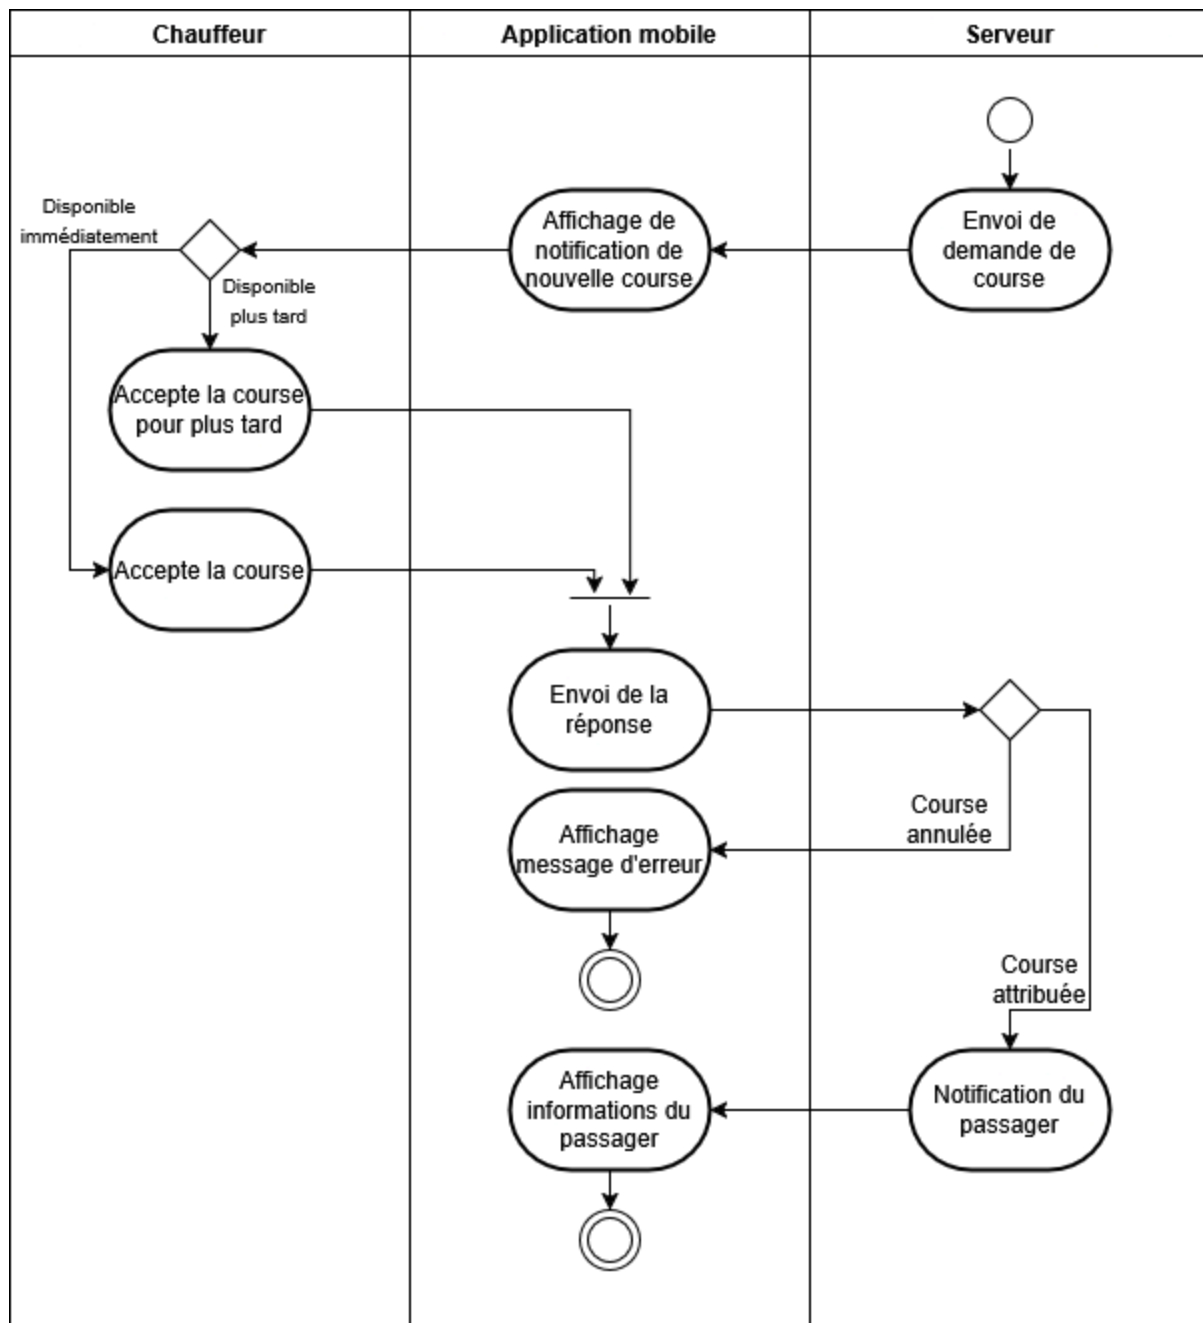 Chauffeur
Application mobile
Serveur
Disponible
immédiatement
Affichage de
notification de
nouvelle course
Envoi de
demande de
course
Disponible
plus tard
Accepte la course
pour plus tard
Accepte la course
Envoi de la
réponse
Course
annulée
Affichage
message d'erreur
Course
attribuée
Affichage
informations du
passager
Notification du
passager